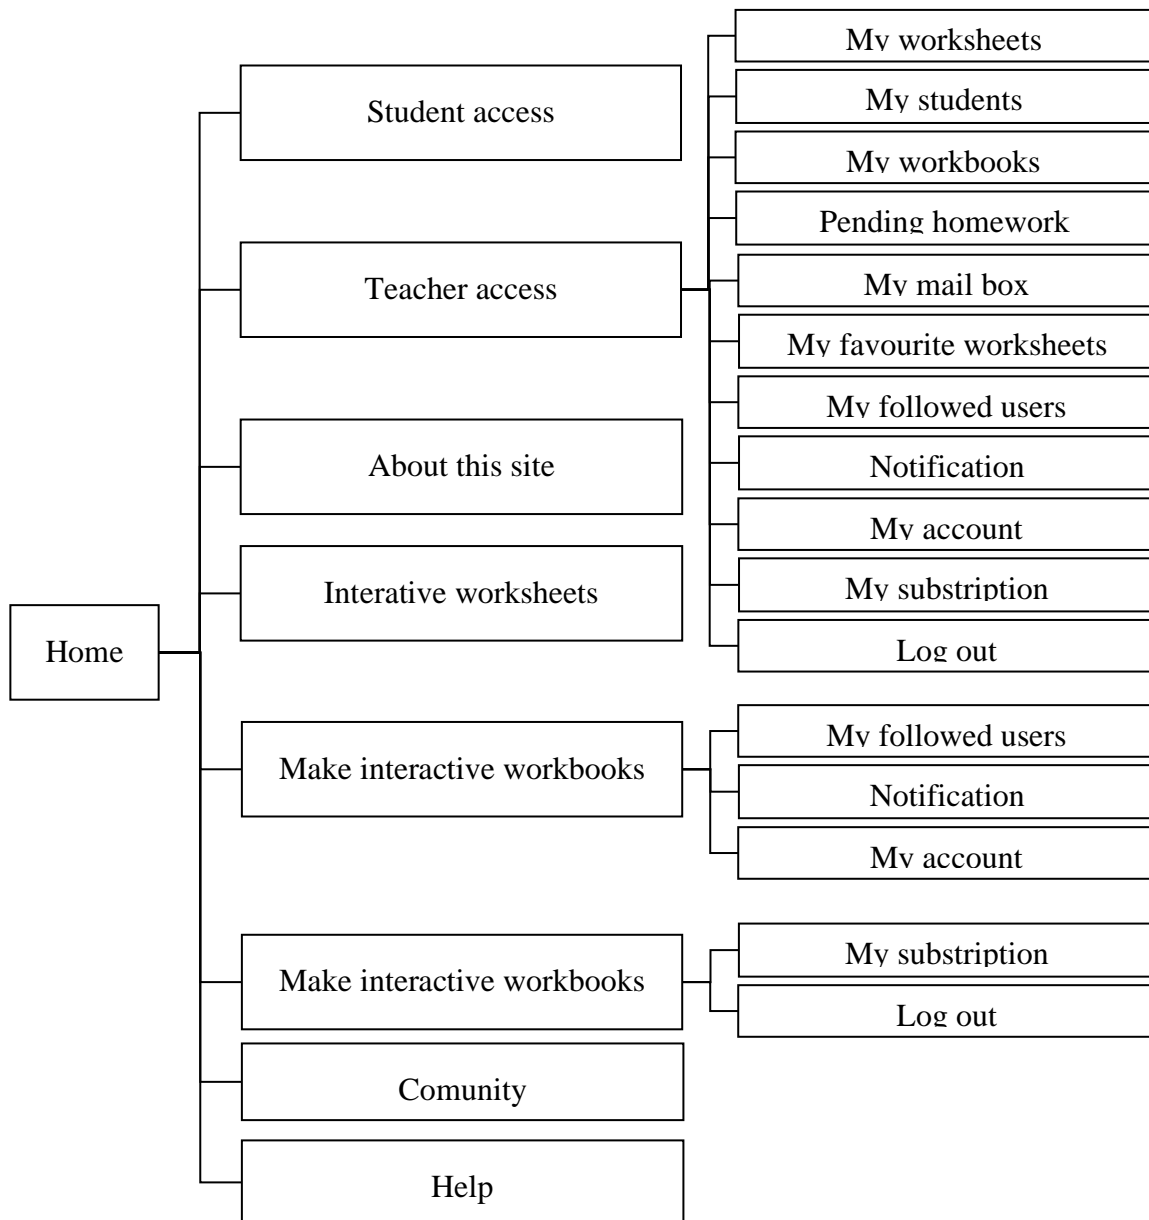 Home
Student access
Teacher access
My worksheets
My students
My workbooks
Pending homework
My mail box
My favourite worksheets
My followed users
Notification
My account
My substription
Log out
About this site
Interative worksheets
Make interactive workbooks
My followed users
Notification
My account
Make interactive workbooks
My substription
Log out
Comunity
Help